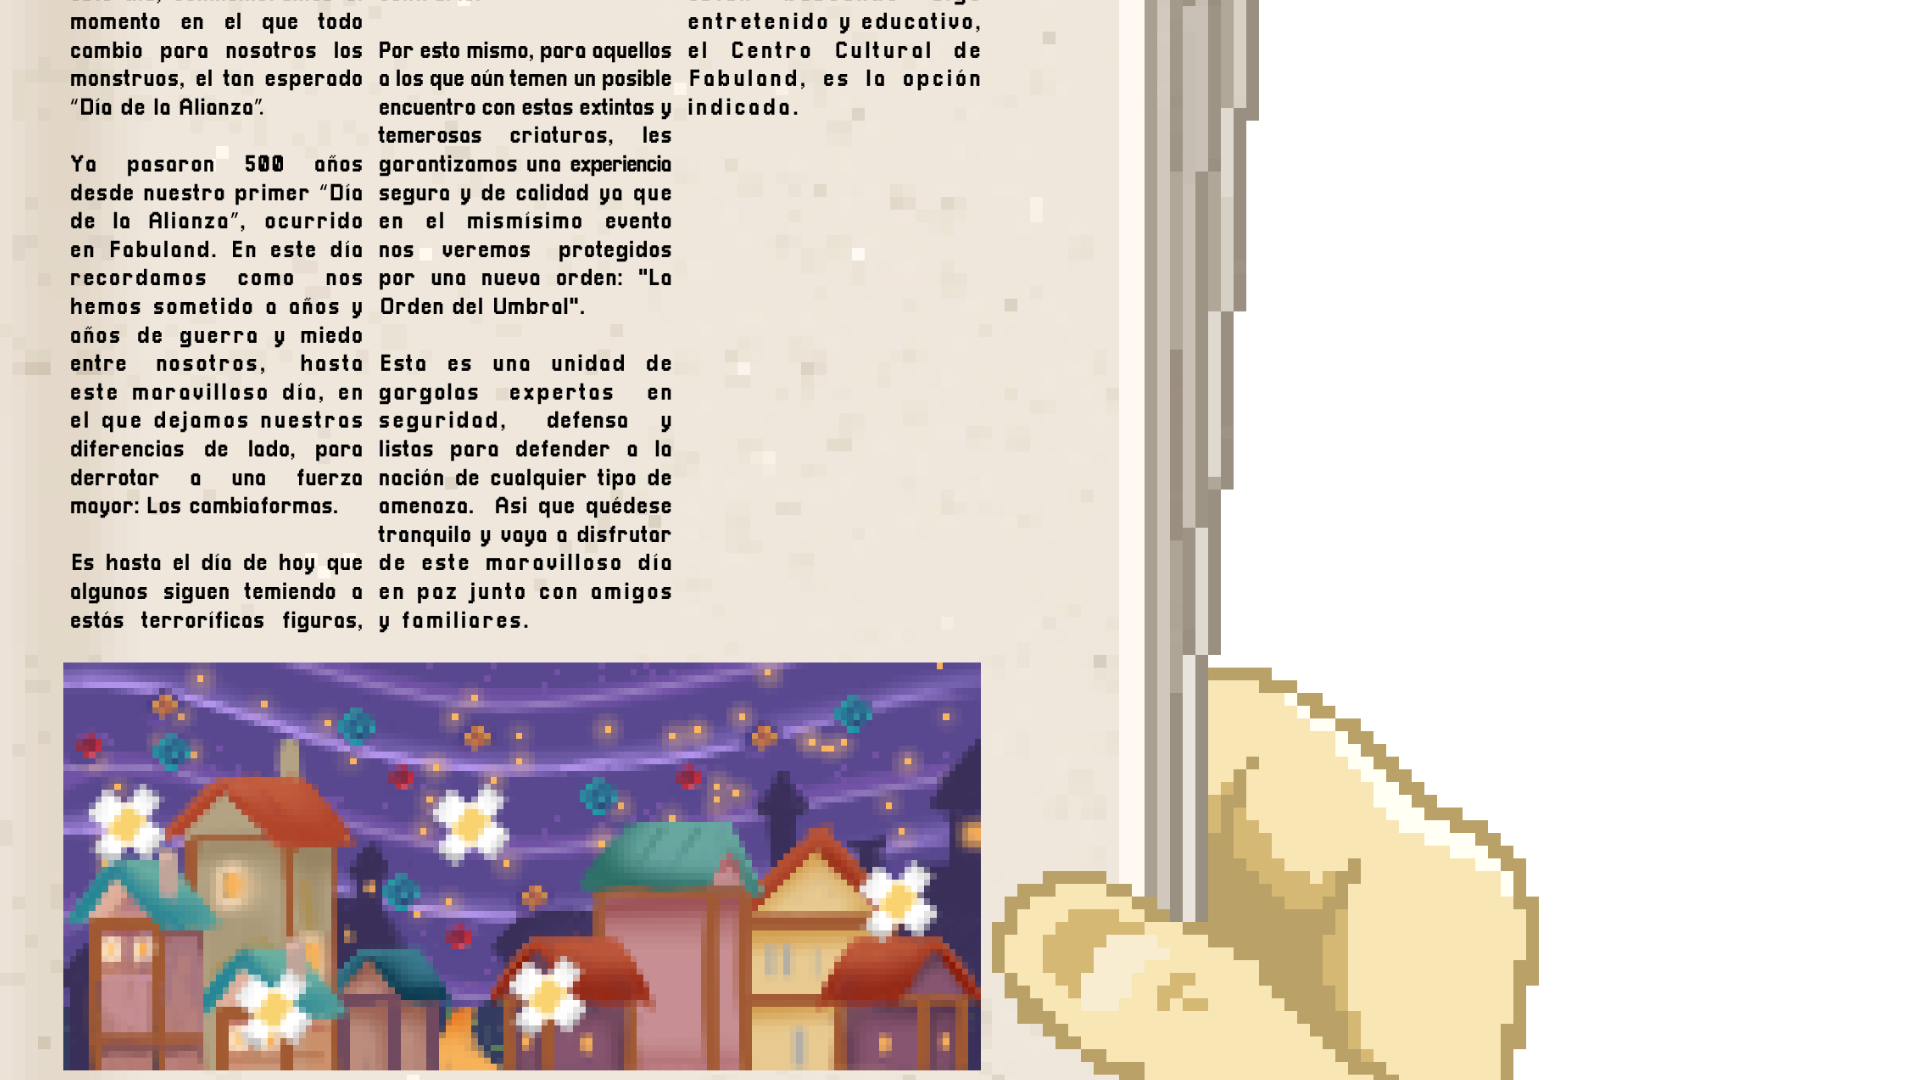 momento en el que todo
cambio para nosotros los
monstruos, el tan esperado
“Día de la Alianza”.
Ya pasaron 500 años
desde nuestro primer “Día
de la Alianza”, ocurrido
en Fabuland. En este día
recordamos como nos
hemos sometido a años y
años de guerra y miedo
entre nosotros, hasta
este maravilloso día, en
el que dejamos nuestras
diferencias de lado, para
derrotar a una fuerza
mayor: Los cambiaformas.
Es hasta el día de hoy que
algunos siguen temiendo a
estás terroríficas figuras,
Por esto mismo, para aquellos
a los que aún temen un posible
encuentro con estas extintas y
temerosas criaturas, les
garantizamos una experiencia
segura y de calidad ya que
en el mismísimo evento
nos veremos protegidos
por una nueva orden: "La
Orden del Umbral".
Esta es una unidad de
gargolas expertas en
seguridad, defensa y
listas para defender a la
nación de cualquier tipo de
amenaza. Asi que quédese
tranquilo y vaya a disfrutar
de este maravilloso día
en paz junto con amigos
y familiares.
entretenido y educativo,
el Centro Cultural de
Fabuland, es la opción
indicada.